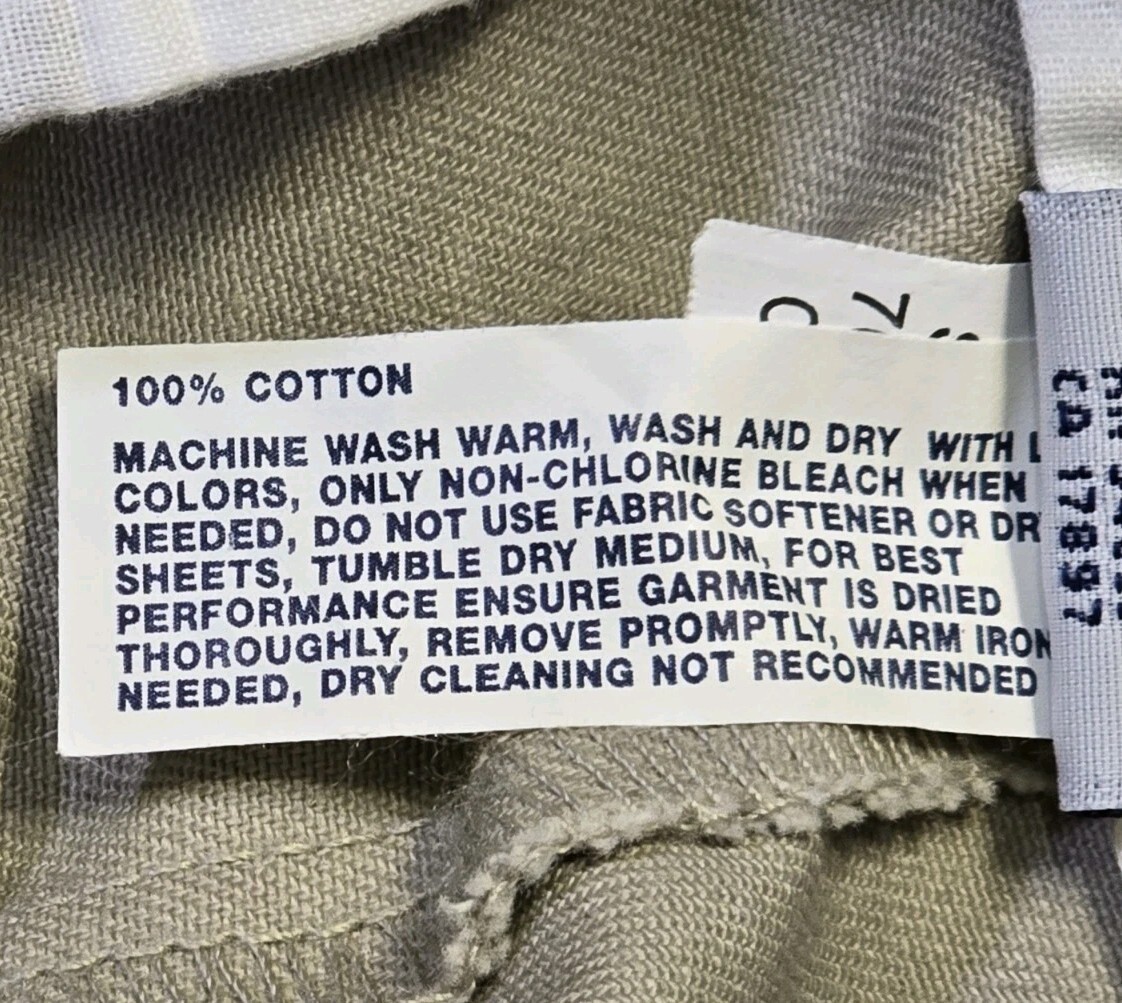 100% COTTON
MACHINE WASH WARM, WASH AND DRY WITH L
COLORS, ONLY NON-CHLORINE BLEACH WHEN
NEEDED, DO NOT USE FABRIC SOFTENER OR DR
SHEETS, TUMBLE DRY MEDIUM, FOR BEST
PERFORMANCE ENSURE GARMENT IS DRIED
THOROUGHLY, REMOVE PROMPTLY, WARM IRON
NEEDED, DRY CLEANING NOT RECOMMENDED
CA 17897